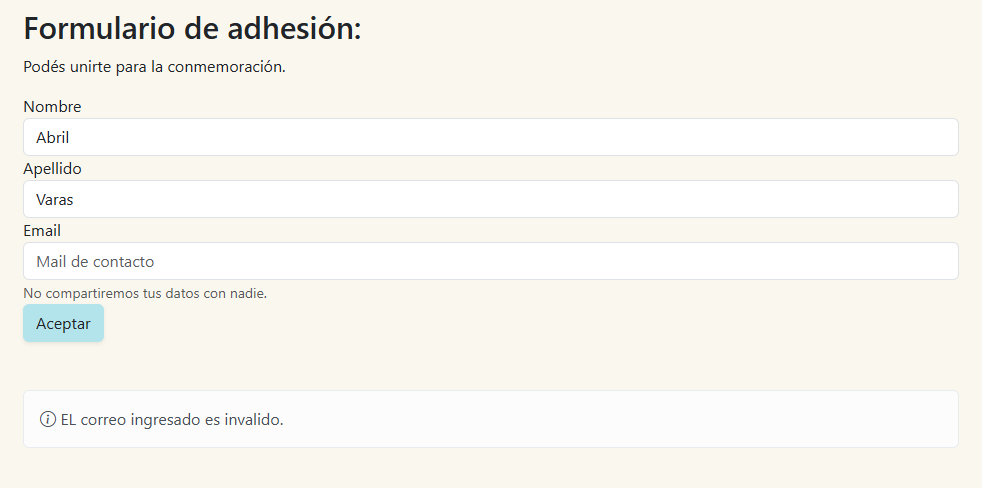 Formulario de adhesión:
Podés unirte para la conmemoración.
Nombre
Abril
Apellido
Varas
Email
Mail de contacto
No compartiremos tus datos con nadie.
Aceptar
EL correo ingresado es invalido.